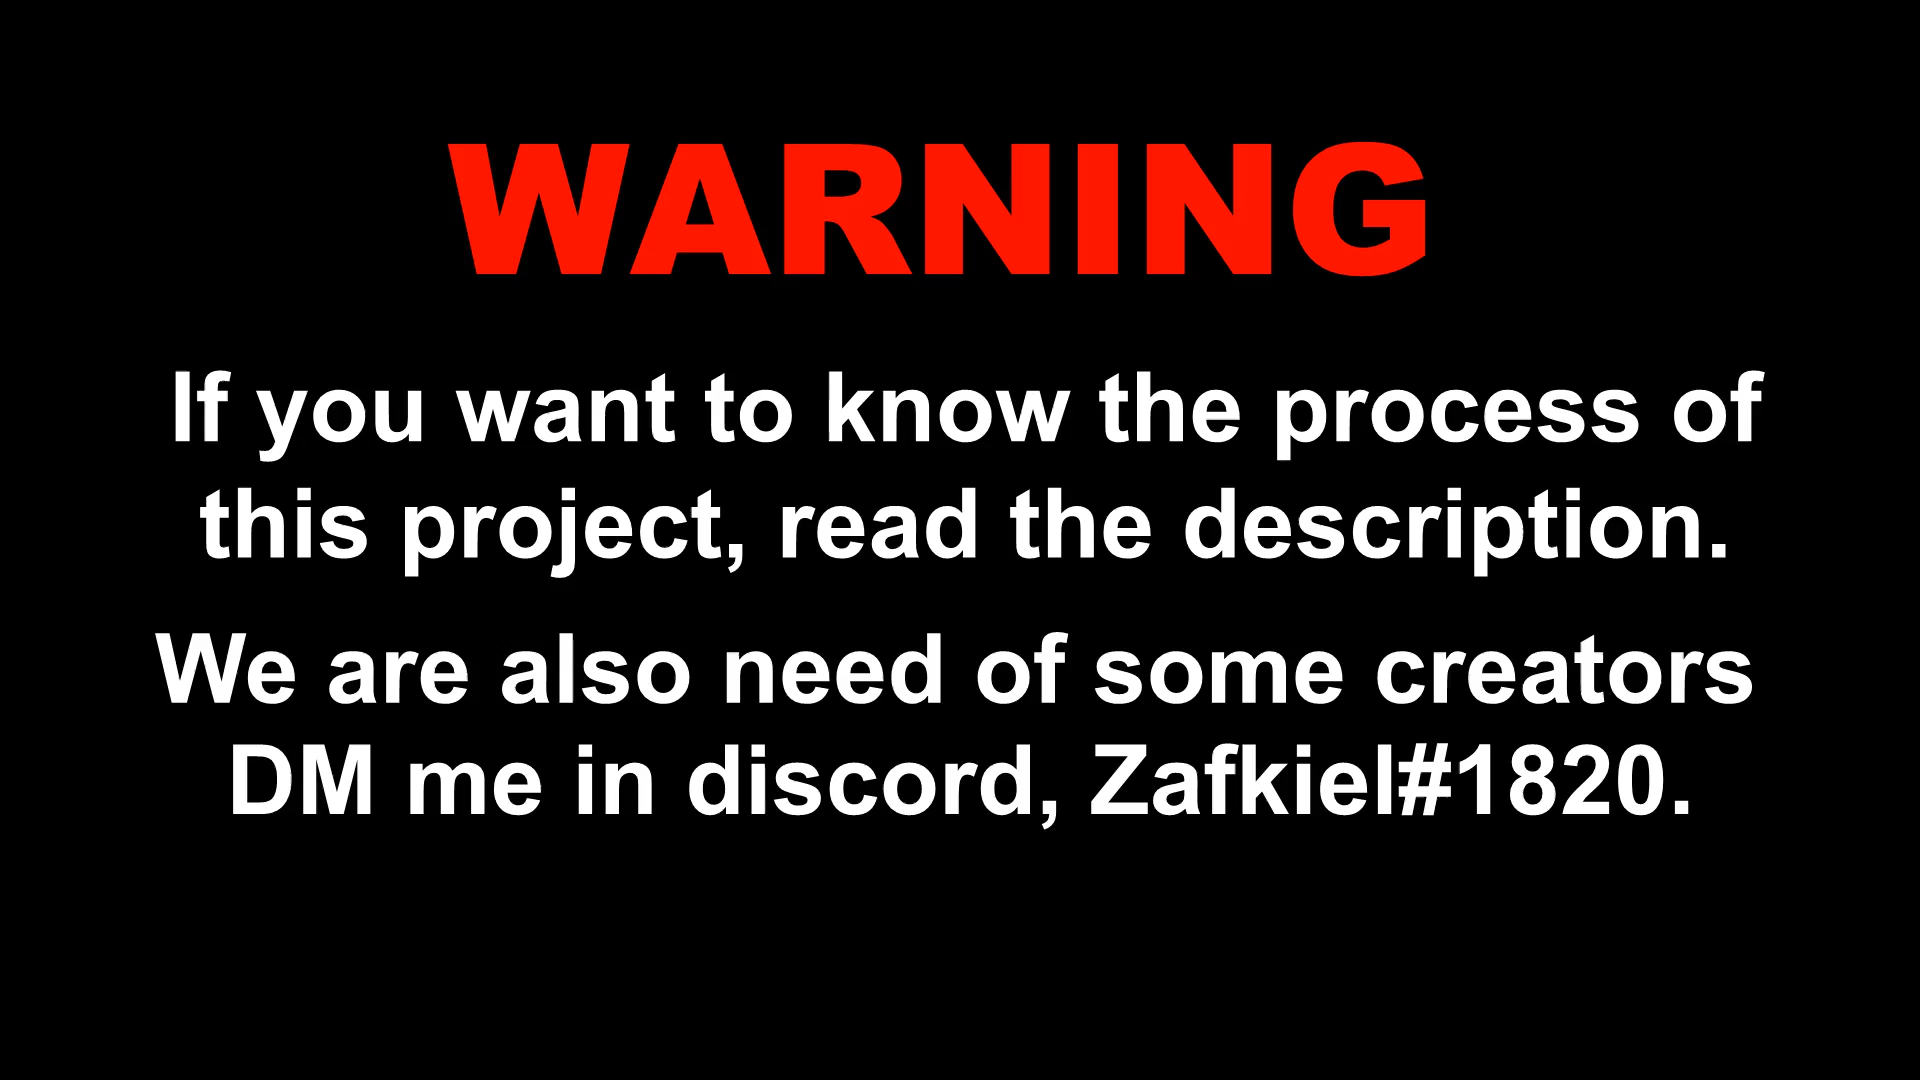 WARNING
If you want to know the process of
this project, read the description.
We are also need of some creators
DM me in discord, Zafkiel#1820.